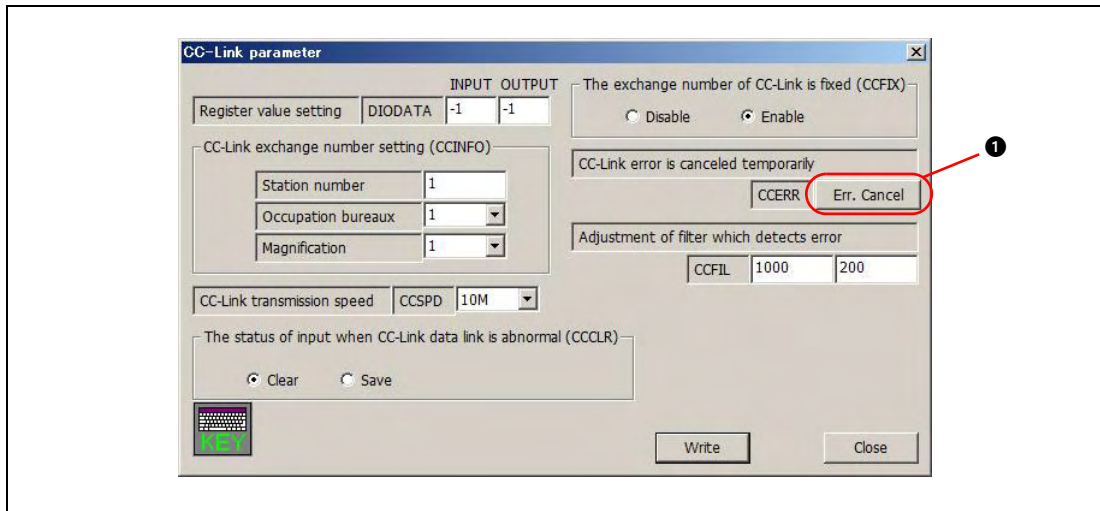 CC-Link parameter
INPUT OUTPUT
Register value setting DIODATA -1 -1
CC-Link exchange number setting (CCINFO)
Station number 1
Occupation bureaux 1
Magnification 1
CC-Link transmission speed CCSPD 10M
The status of input when CC-Link data link is abnormal (CCCLR)
Clear Save
KEY
The exchange number of CC-Link is fixed (CCFIX)
Disable Enable
CC-Link error is canceled temporarily
CCERR Err. Cancel
❶
Adjustment of filter which detects error
CCFIL 1000 200
Write Close